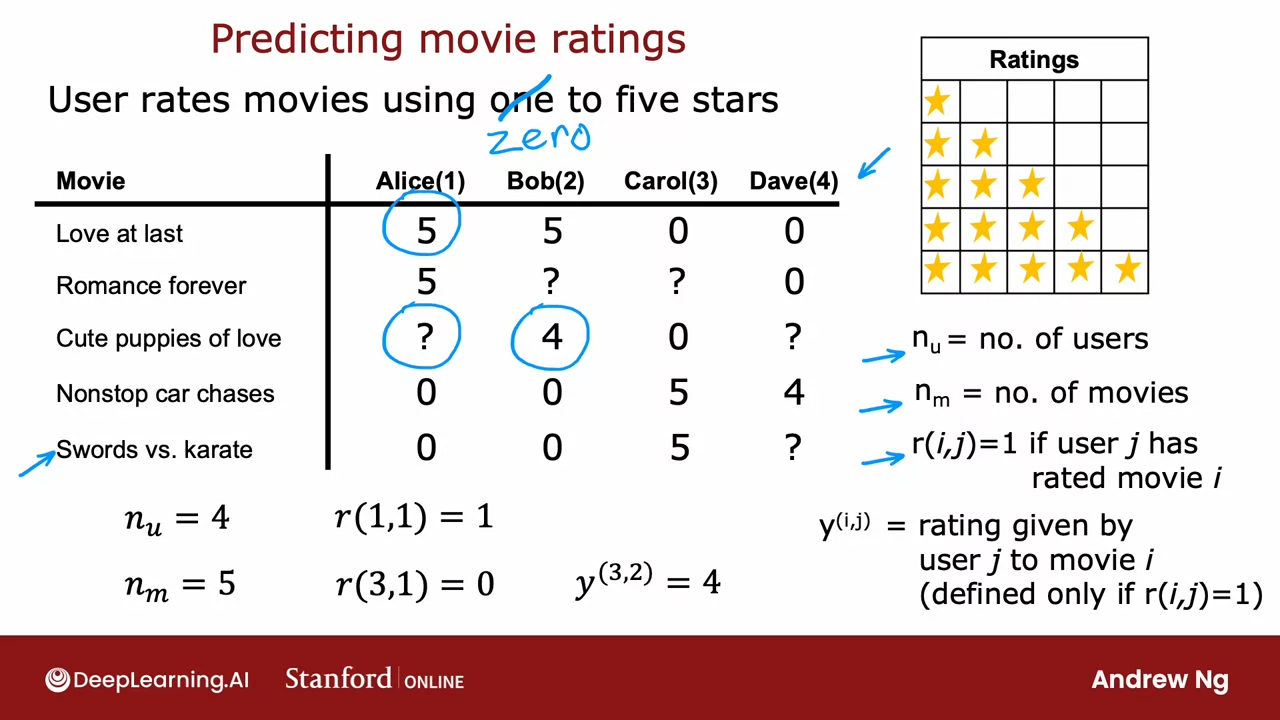 Predicting movie ratings
User rates movies using one to five stars
zero
Movie Alice(1) Bob(2) Carol(3) Dave(4)
Love at last 5 5 0 0
Romance forever 5 ? ? 0
Cute puppies of love ? 4 0 ?
Nonstop car chases 0 0 5 4
Swords vs. karate 0 0 5 ?
Ratings
n_u = no. of users
n_m = no. of movies
r(i,j)=1 if user j has
rated movie i
y^(i,j) = rating given by
user j to movie i
(defined only if r(i,j)=1)
n_u = 4 r(1,1) = 1
n_m = 5 r(3,1) = 0 y^(3,2) = 4
DeepLearning.AI Stanford ONLINE Andrew Ng